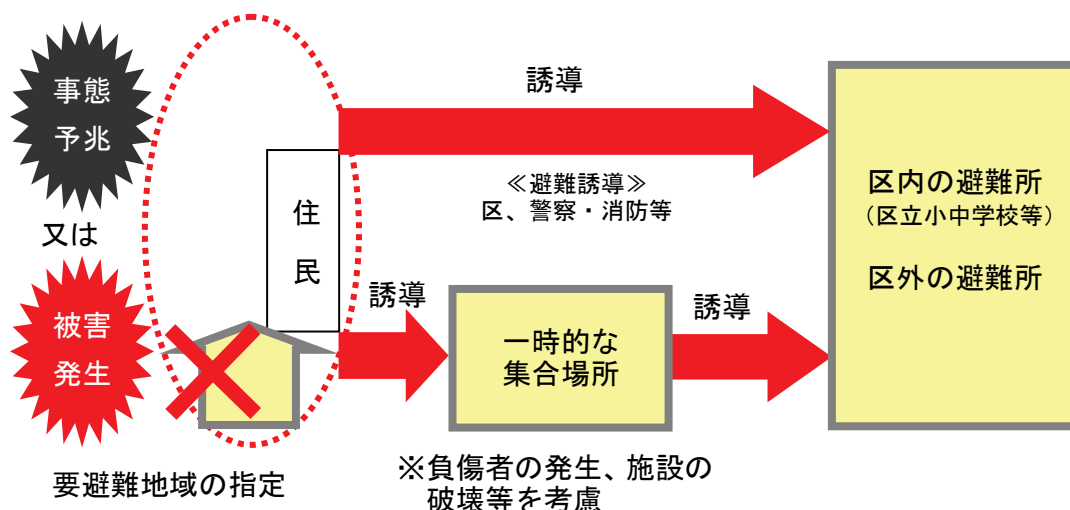 事態
予兆
又は
被害
発生
要避難地域の指定
住
民
誘導
≪避難誘導≫
区、警察・消防等
誘導
一時的な
集合場所
誘導
※負傷者の発生、施設の
破壊等を考慮
区内の避難所
（区立小中学校等）
区外の避難所